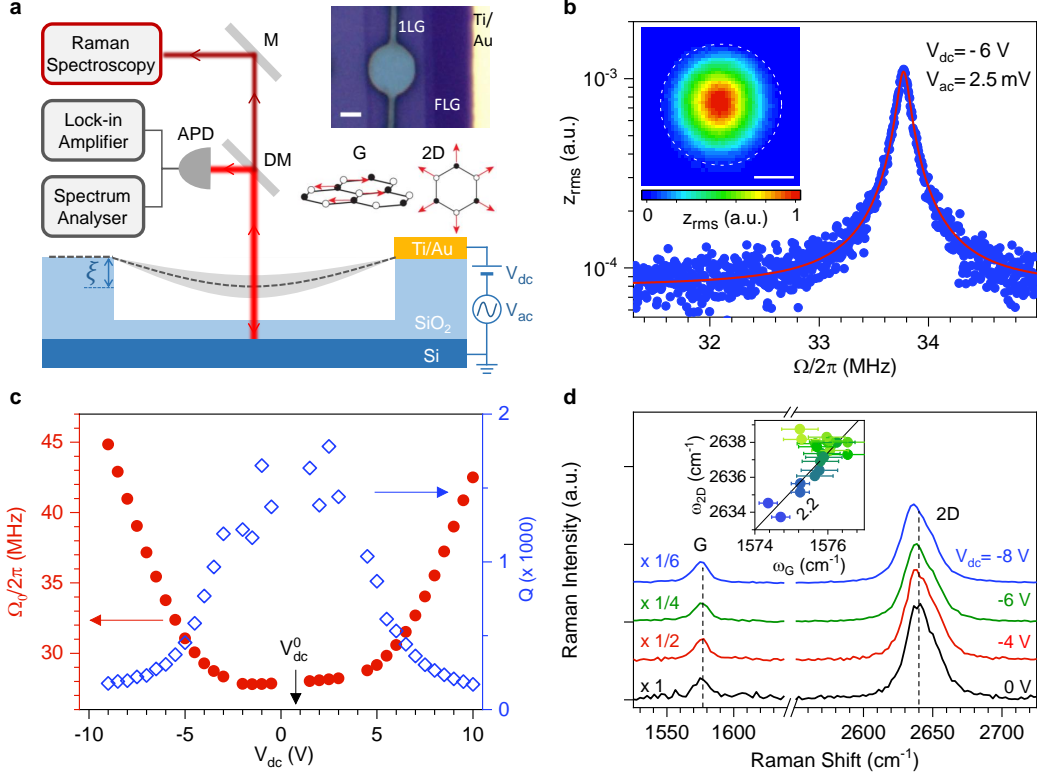 a
Raman
Spectroscopy
M
1LG
Ti/
Au
FLG
Lock-in
Amplifier
APD
DM
G
2D
Spectrum
Analyser
ξ
Ti/Au
V_dc
V_ac
SiO₂
Si
b
z_rms (a.u.)
10⁻³
10⁻⁴
V_dc= - 6 V
V_ac= 2.5 mV
0
z_rms (a.u.)
1
32
33
34
Ω/2π (MHz)
c
Ω₀/2π (MHz)
45
40
35
30
V⁰_dc
2
1
0
Q (x 1000)
-10
-5
0
5
10
V_dc (V)
d
Raman Intensity (a.u.)
ω_2D (cm⁻¹)
2638
2636
2634
2.2
1574
1576
ω_G (cm⁻¹)
G
2D
x 1/6
V_dc= -8 V
x 1/4
-6 V
x 1/2
-4 V
x 1
0 V
1550
1600
2600
2650
2700
Raman Shift (cm⁻¹)